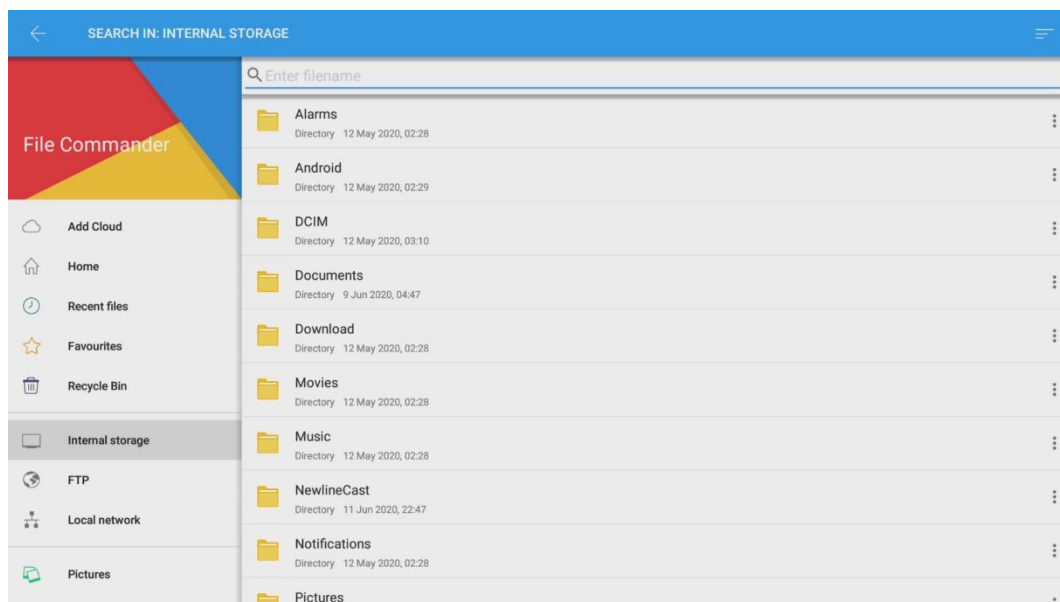 SEARCH IN: INTERNAL STORAGE
File Commander
Add Cloud
Home
Recent files
Favourites
Recycle Bin
Internal storage
FTP
Local network
Pictures
Enter filename
Alarms
Directory 12 May 2020, 02:28
Android
Directory 12 May 2020, 02:29
DCIM
Directory 12 May 2020, 03:10
Documents
Directory 9 Jun 2020, 04:47
Download
Directory 12 May 2020, 02:28
Movies
Directory 12 May 2020, 02:28
Music
Directory 12 May 2020, 02:28
NewlineCast
Directory 11 Jun 2020, 22:47
Notifications
Directory 12 May 2020, 02:28
Pictures